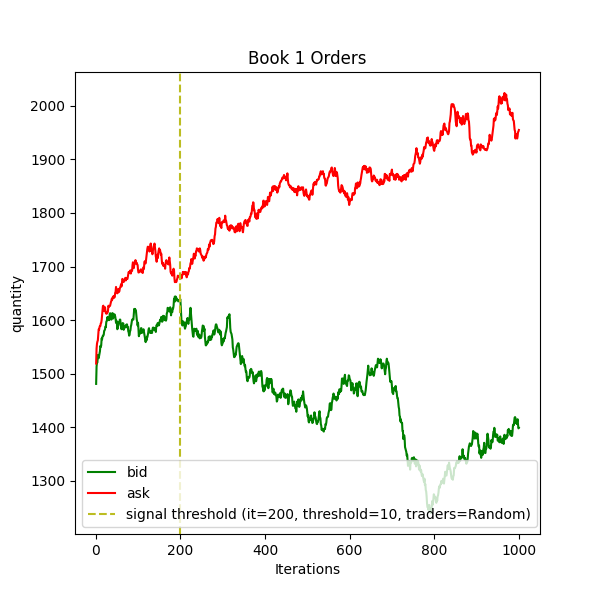 Book 1 Orders
quantity
2000
1900
1800
1700
1600
1500
1400
1300
bid
ask
signal threshold (it=200, threshold=10, traders=Random)
0 200 400 600 800 1000
Iterations